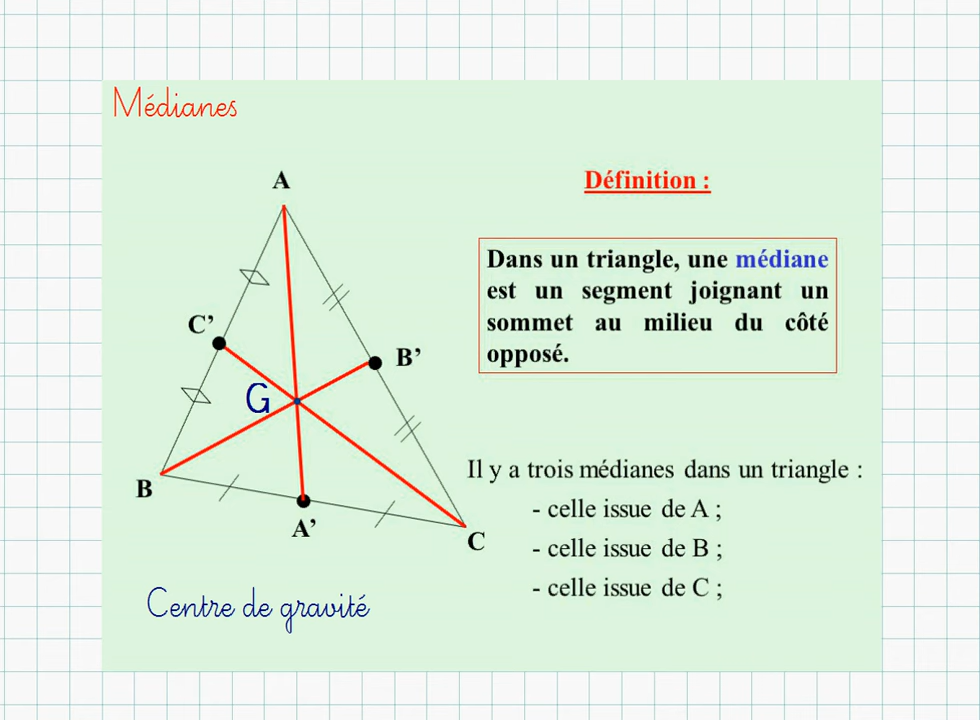 Médianes
A
Définition :
Dans un triangle, une médiane
est un segment joignant un
sommet au milieu du côté
opposé.
C’
B’
G
Il y a trois médianes dans un triangle :
B
- celle issue de A ;
A’
C
- celle issue de B ;
- celle issue de C ;
Centre de gravité